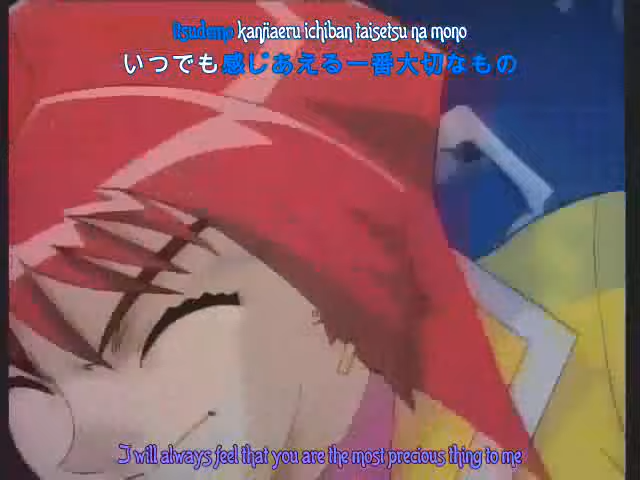 itsudemo kanjiaeru ichiban taisetsu na mono
いつでも感じあえる一番大切なもの
I will always feel that you are the most precious thing to me